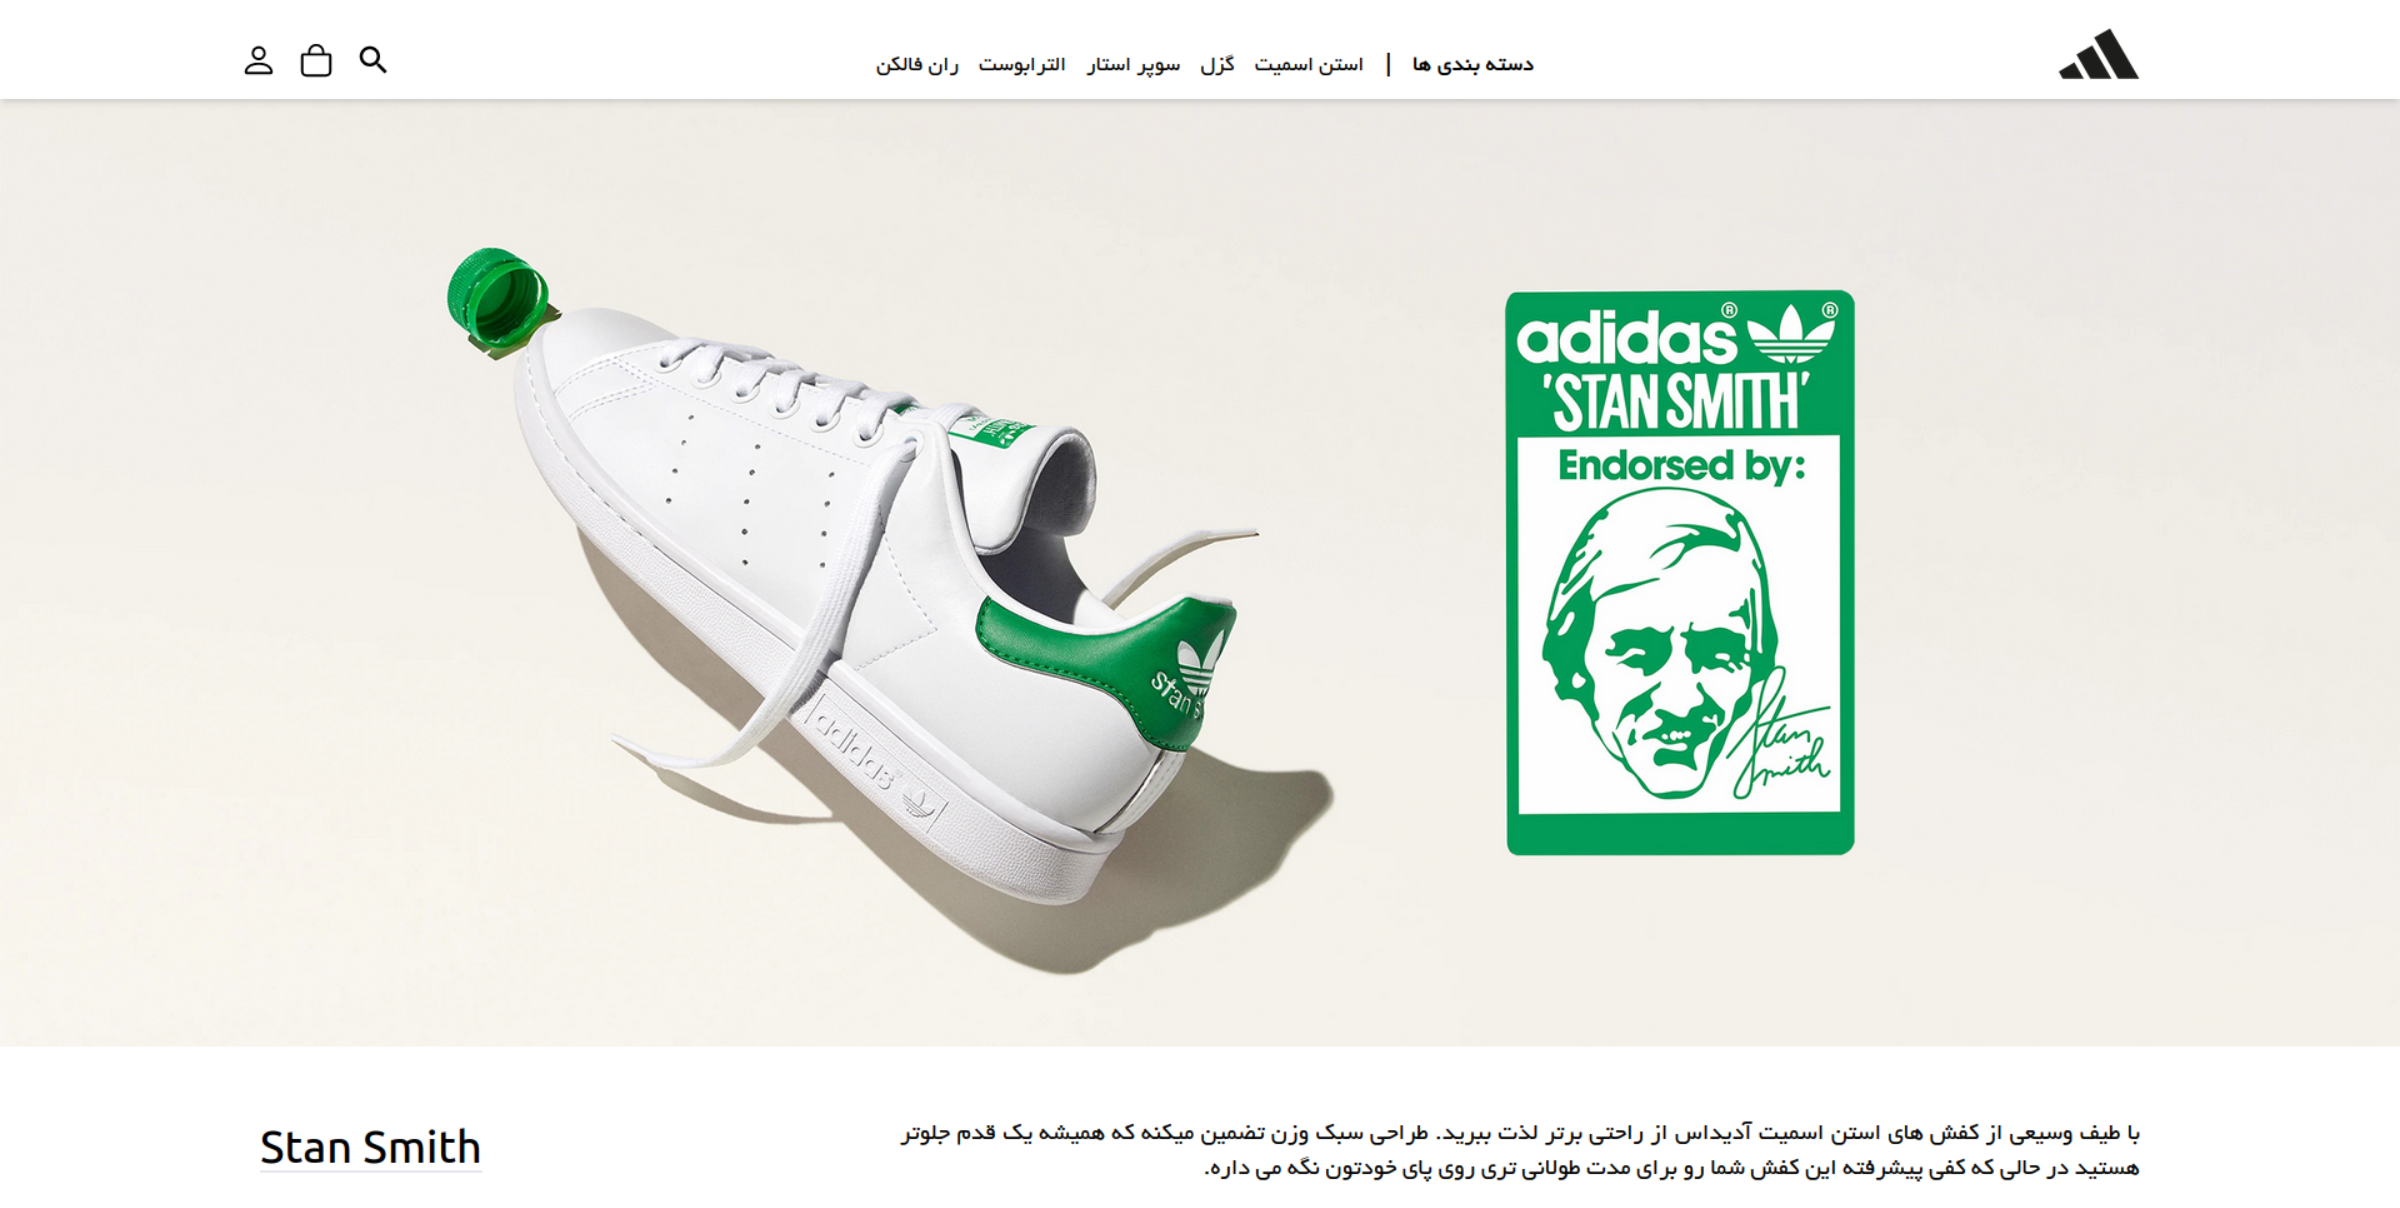 دسته بندی ها | استن اسمیت گزل سوپر استار الترابوست ران فالکن
adidas® ®
'STAN SMITH'
Endorsed by:
Stan
Smith
adidas
stan s
با طیف وسیعی از کفش های استن اسمیت آدیداس از راحتی برتر لذت ببرید. طراحی سبک وزن تضمین میکنه که همیشه یک قدم جلوتر
هستید در حالی که کفی پیشرفته این کفش شما رو برای مدت طولانی تری روی پای خودتون نگه می داره.
Stan Smith